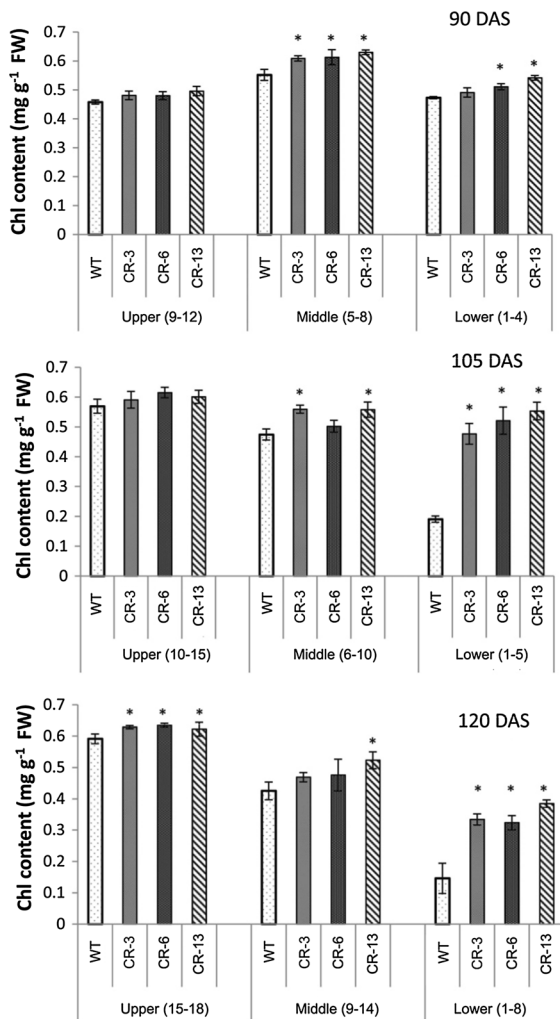 90 DAS
Chl content (mg g⁻¹ FW)
0.7
0.6
0.5
0.4
0.3
0.2
0.1
0
* * * * *
WT CR-3 CR-6 CR-13 WT CR-3 CR-6 CR-13 WT CR-3 CR-6 CR-13
Upper (9-12) Middle (5-8) Lower (1-4)
105 DAS
Chl content (mg g⁻¹ FW)
0.7
0.6
0.5
0.4
0.3
0.2
0.1
0
* * * * *
WT CR-3 CR-6 CR-13 WT CR-3 CR-6 CR-13 WT CR-3 CR-6 CR-13
Upper (10-15) Middle (6-10) Lower (1-5)
120 DAS
Chl content (mg g⁻¹ FW)
0.7
0.6
0.5
0.4
0.3
0.2
0.1
0
* * * * * * *
WT CR-3 CR-6 CR-13 WT CR-3 CR-6 CR-13 WT CR-3 CR-6 CR-13
Upper (15-18) Middle (9-14) Lower (1-8)